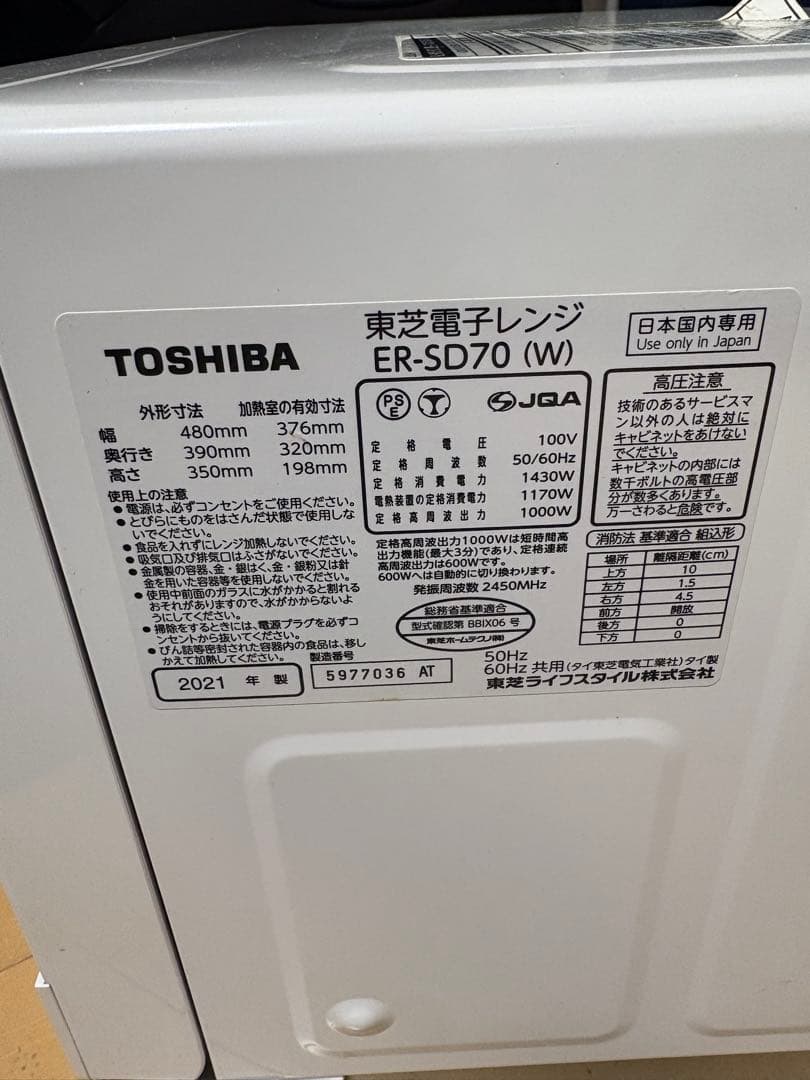 TOSHIBA
東芝電子レンジ
ER-SD70 (W)
日本国内専用
Use only in Japan
外形寸法 加熱室の有効寸法
幅 480mm 376mm
奥行き 390mm 320mm
高さ 350mm 198mm
使用上の注意
●電源は、必ずコンセントをご使用ください。
●とびらにものをはさんだ状態で使用しな
いでください。
●食品を入れずにレンジ加熱しないでください。
●吸気口及び排気口はふさがないでください。
●金属製の容器、金・銀はく、金・銀粉又は針
金を用いた容器等を使用しないでください。
●使用中前面のガラスに水がかかると割れる
おそれがありますので、水がかからないよ
うにしてください。
●掃除をするときには、電源プラグを必ずコ
ンセントから抜いてください。
●びん詰等密封された容器内の食品は、移し
かえて加熱してください。
PSE
JQA
定格電圧 100V
定格周波数 50/60Hz
定格消費電力 1430W
電熱装置の定格消費電力 1170W
定格高周波出力 1000W
定格高周波出力1000Wは短時間高
出力機能(最大3分)であり、定格連続
高周波出力は600Wです。
600Wへは自動的に切り換わります。
発振周波数 2450MHz
総務省基準適合
型式確認第 BBIX06 号
東芝ホームテクノ(株)
高圧注意
技術のあるサービスマ
ン以外の人は絶対に
キャビネットをあけない
でください。
キャビネットの内部には
数千ボルトの高電圧部
分が数多くあります。
万一さわると危険です。
消防法 基準適合 組込形
場所 離隔距離(cm)
上方 10
左方 1.5
右方 4.5
前方 開放
後方 0
下方 0
2021 年 製
製造番号
5977036 AT
50Hz
60Hz 共用 (タイ東芝電気工業社) タイ製
東芝ライフスタイル株式会社